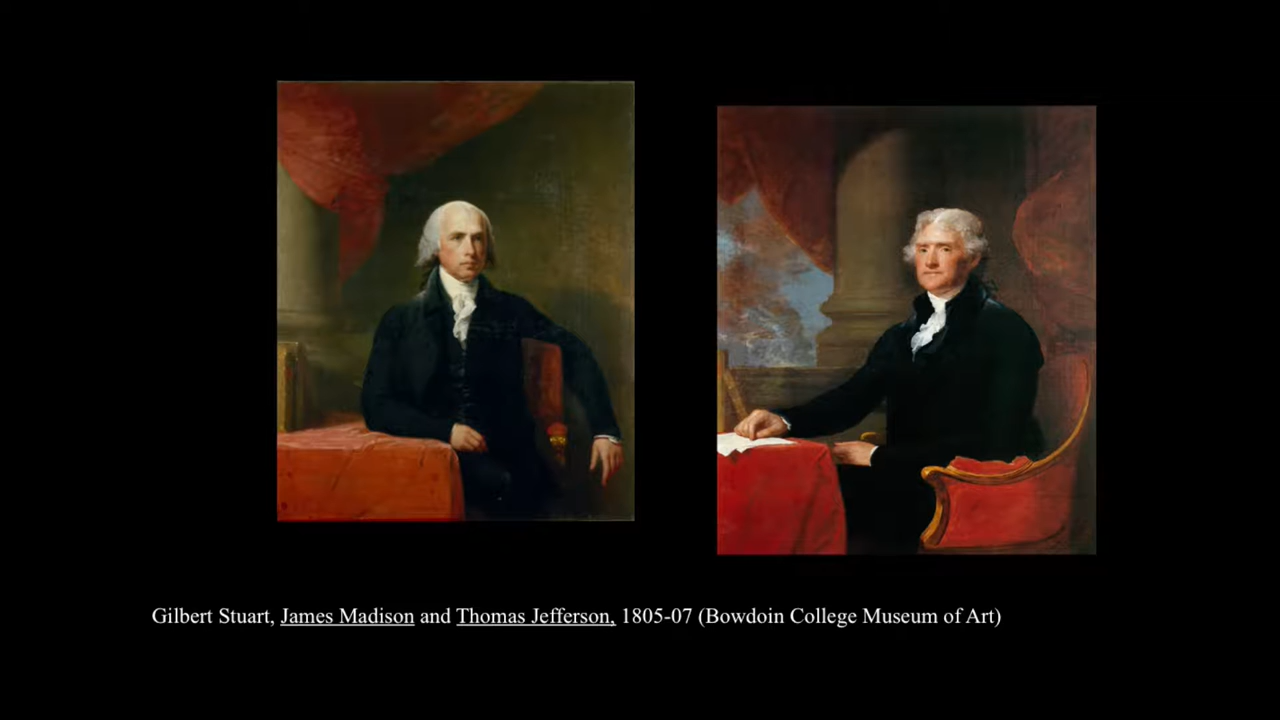 Gilbert Stuart, James Madison and Thomas Jefferson, 1805-07 (Bowdoin College Museum of Art)